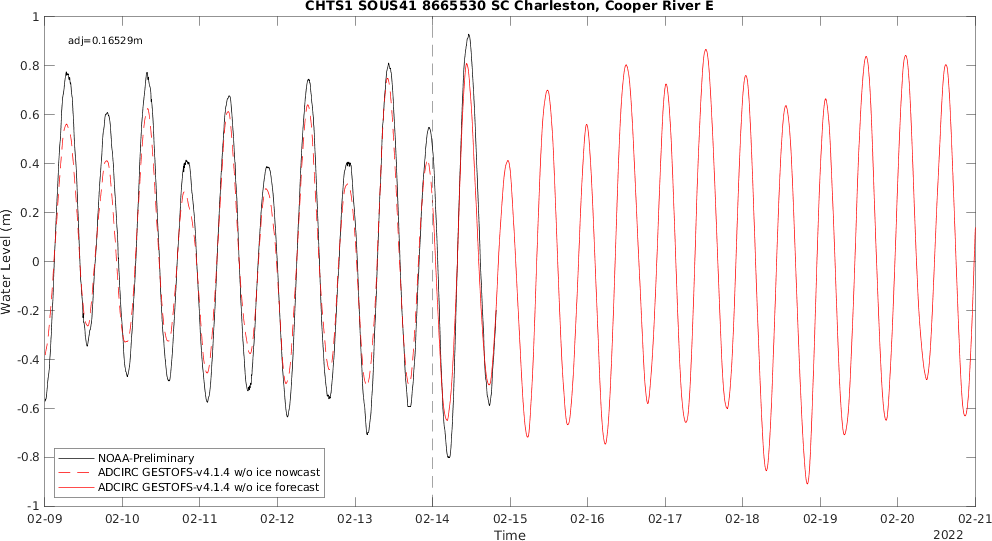 CHTS1 SOUS41 8665530 SC Charleston, Cooper River E
adj=0.16529m
1
0.8
0.6
0.4
0.2
0
-0.2
-0.4
-0.6
-0.8
-1
Water Level (m)
NOAA-Preliminary
ADCIRC GESTOFS-v4.1.4 w/o ice nowcast
ADCIRC GESTOFS-v4.1.4 w/o ice forecast
02-09 02-10 02-11 02-12 02-13 02-14 02-15 02-16 02-17 02-18 02-19 02-20 02-21
Time
2022